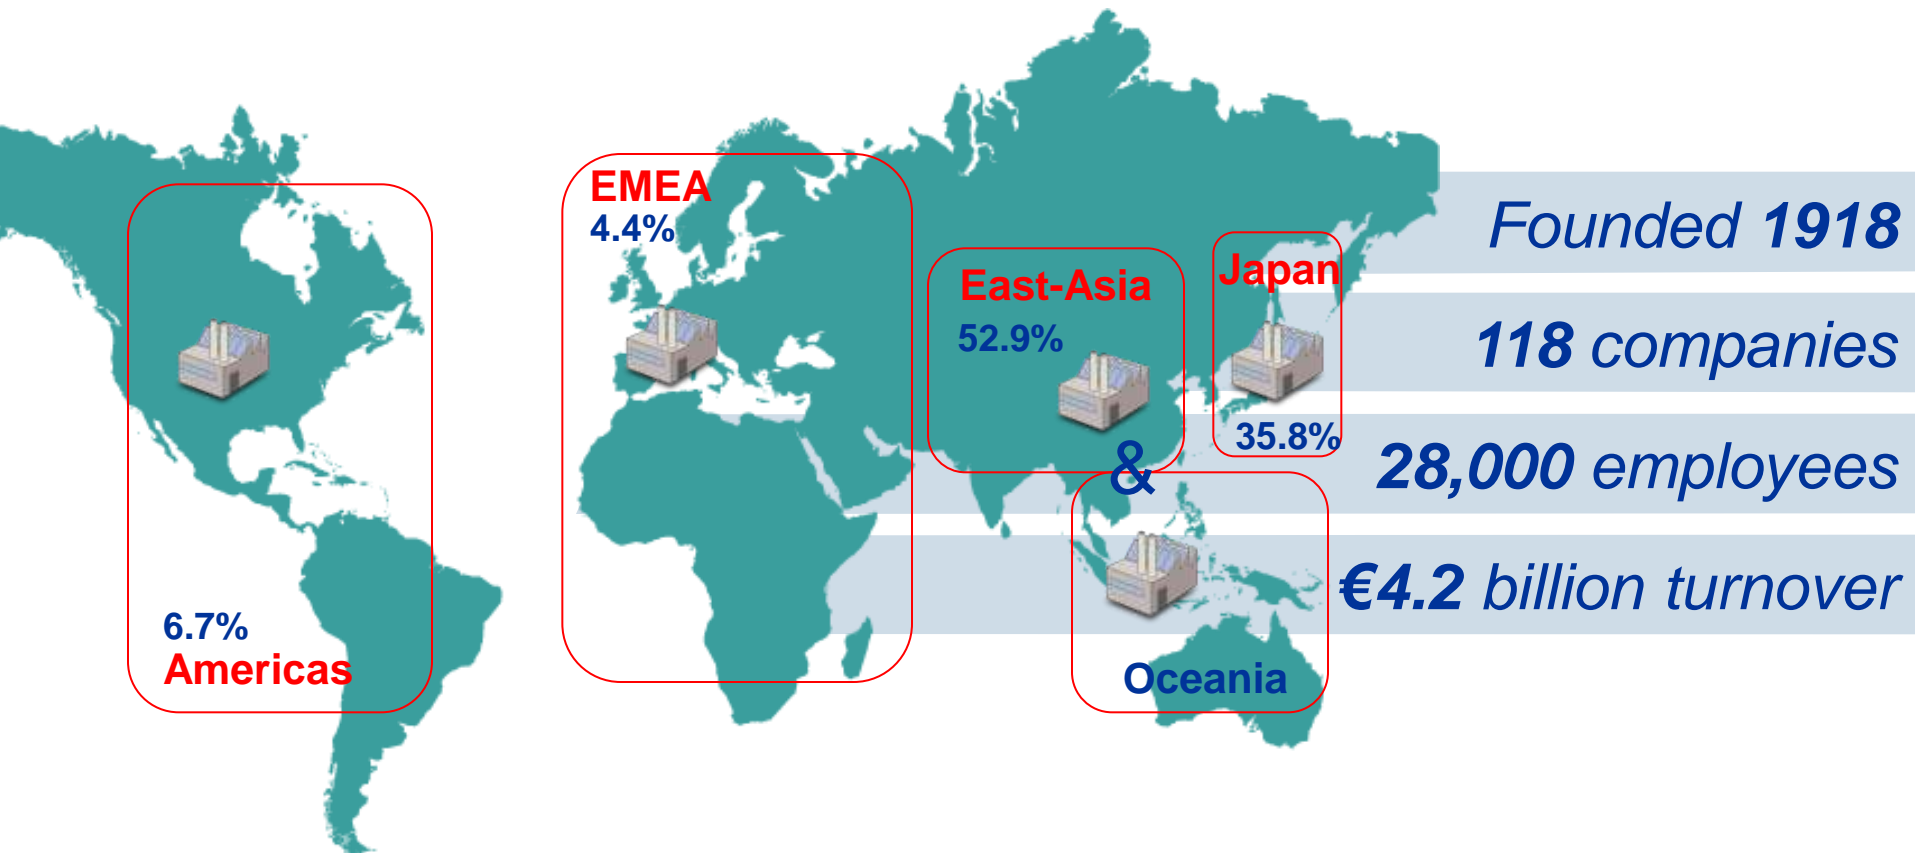 EMEA
4.4%
East-Asia
52.9%
Japan
35.8%
&
Oceania
6.7%
Americas
Founded 1918
118 companies
28,000 employees
€4.2 billion turnover